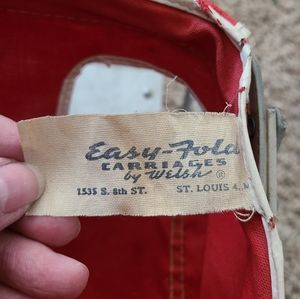 Easy-Fold
CARRIAGES
by Welsh ®
1535 S. 8th ST. ST. LOUIS 4, M